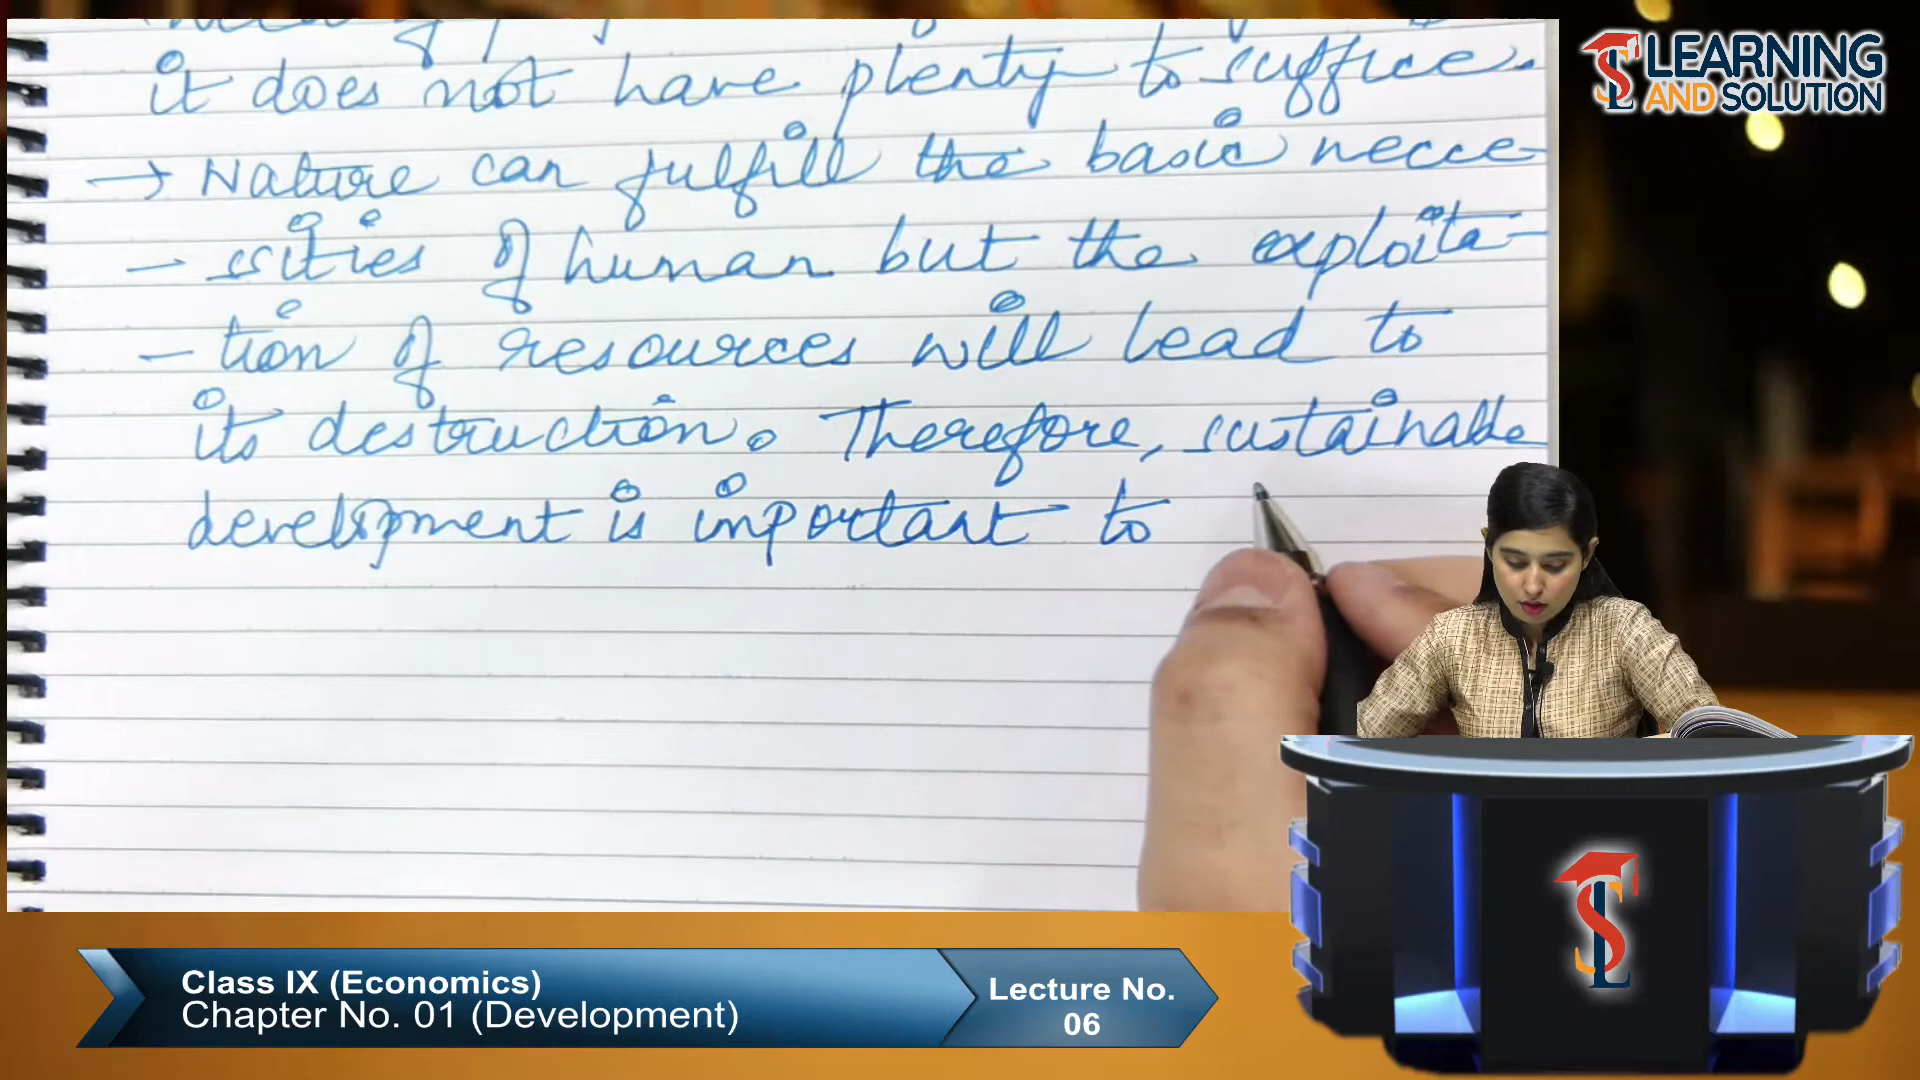 it does not have plenty to suffice.
→ Nature can fulfill the basic necce-
- ssities of human but the exploita-
- tion of resources will lead to
its destruction. Therefore, sustainable
development is important to
LEARNING
AND SOLUTION
Class IX (Economics)
Chapter No. 01 (Development)
Lecture No.
06